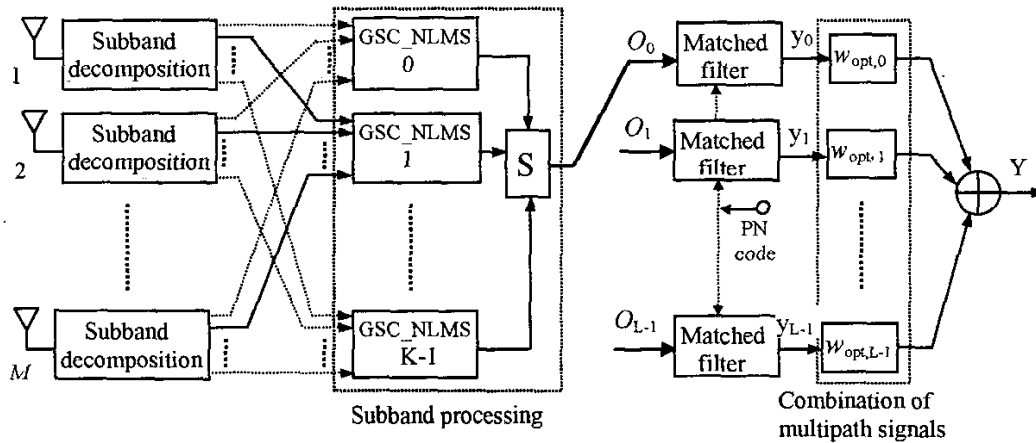 1
Subband
decomposition
2
Subband
decomposition
M
Subband
decomposition
GSC_NLMS
0
GSC_NLMS
1
GSC_NLMS
K-1
S
Subband processing
O0
Matched
filter
y0
wopt,0
O1
Matched
filter
y1
wopt,1
PN
code
OL-1
Matched
filter
yL-1
wopt,L-1
Y
Combination of
multipath signals